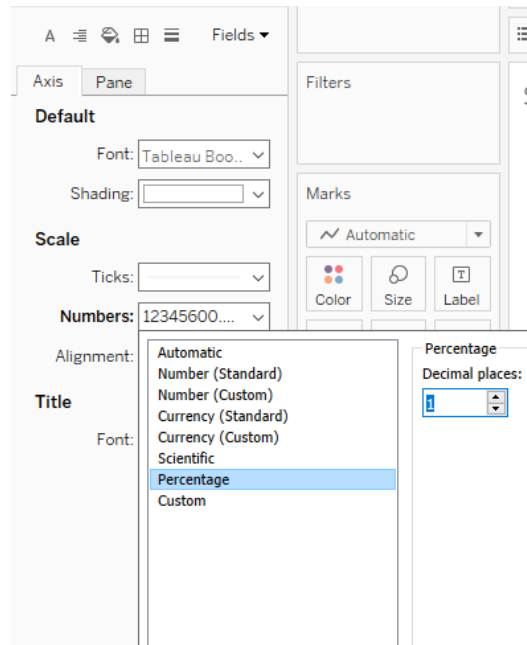 A
Fields
Axis
Pane
Default
Font:
Tableau Boo..
Shading:
Scale
Ticks:
Numbers:
12345600....
Alignment:
Title
Font:
Filters
Marks
Automatic
Color
Size
T
Label
Automatic
Number (Standard)
Number (Custom)
Currency (Standard)
Currency (Custom)
Scientific
Percentage
Custom
Percentage
Decimal places:
1